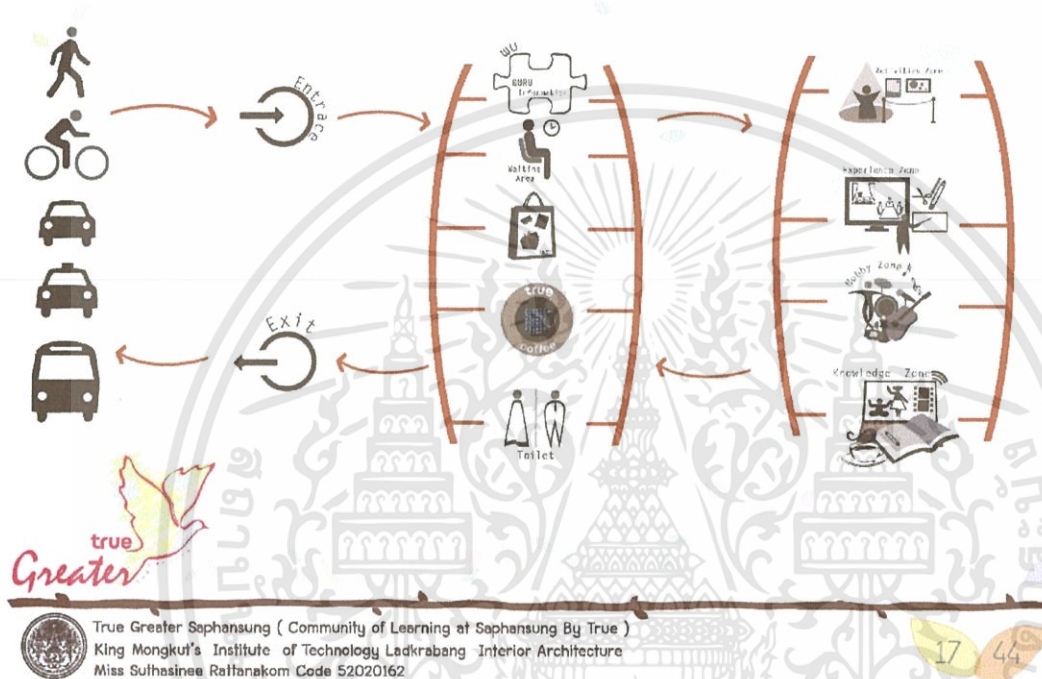 Entrace
Exit
GURU
Information
Waiting
Area
true
coffee
Toilet
Activities Zone
Experience Zone
Hobby Zone
Knowledge Zone
true
Greater
True Greater Saphansung ( Community of Learning at Saphansung By True )
King Mongkut's Institute of Technology Ladkrabang Interior Architecture
Miss Suthasinee Rattanakom Code 52020162
17 44